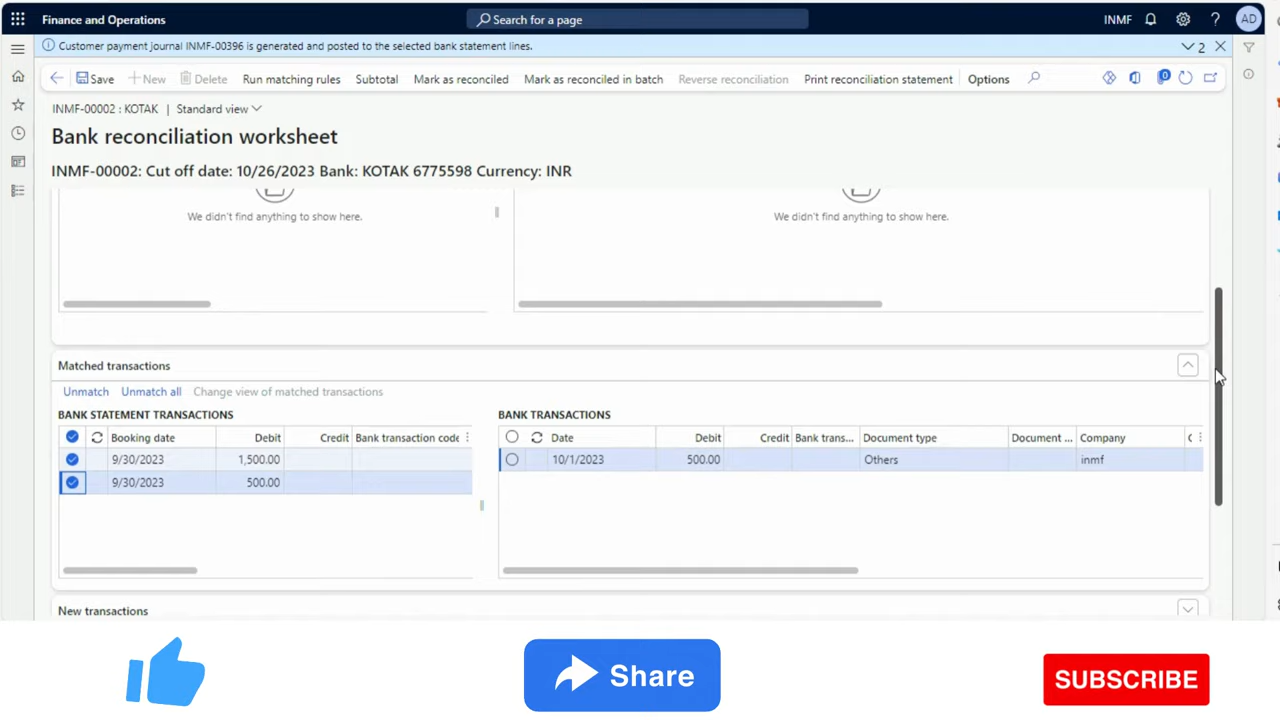 Finance and Operations
Search for a page
INMF
?
AD
Customer payment journal INMF-00396 is generated and posted to the selected bank statement lines.
2
Save
New
Delete
Run matching rules
Subtotal
Mark as reconciled
Mark as reconciled in batch
Reverse reconciliation
Print reconciliation statement
Options
0
INMF-00002 : KOTAK | Standard view
Bank reconciliation worksheet
INMF-00002: Cut off date: 10/26/2023 Bank: KOTAK 6775598 Currency: INR
We didn't find anything to show here.
We didn't find anything to show here.
Matched transactions
Unmatch Unmatch all Change view of matched transactions
BANK STATEMENT TRANSACTIONS
Booking date Debit Credit Bank transaction code
9/30/2023 1,500.00
9/30/2023 500.00
BANK TRANSACTIONS
Date Debit Credit Bank trans... Document type Document ... Company
10/1/2023 500.00 Others inmf
New transactions
Share
SUBSCRIBE